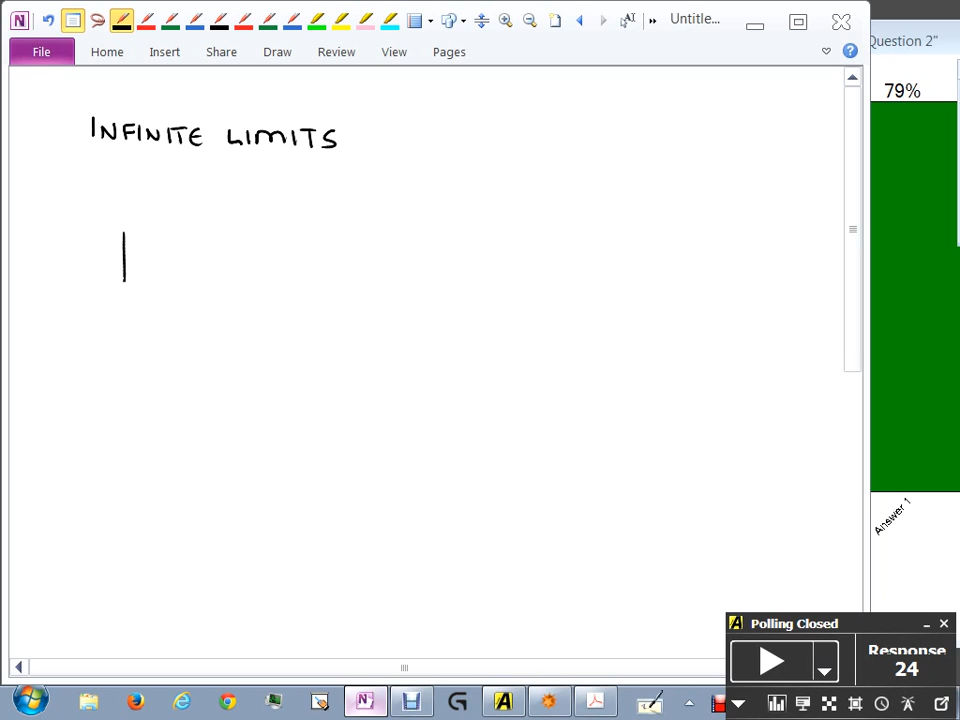 Untitle...
Question 2"
File Home Insert Share Draw Review View Pages
79%
INFINITE LIMITS
Answer 1
Polling Closed
Response
24